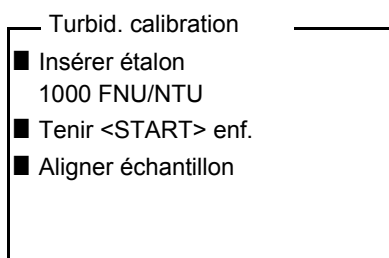 Turbid. calibration
Insérer étalon
1000 FNU/NTU
Tenir <START> enf.
Aligner échantillon